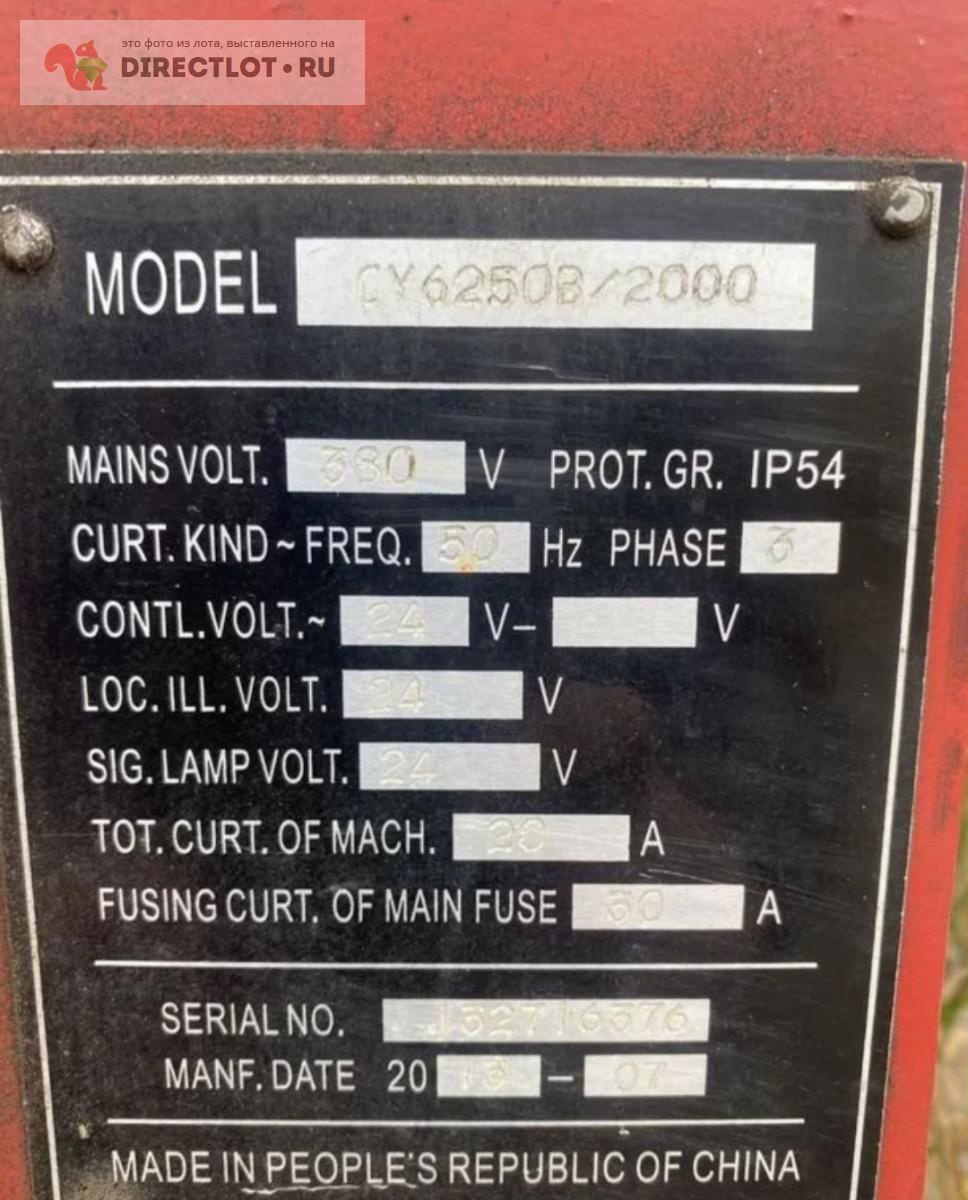 это фото из лота, выставленного на
DIRECTLOT•RU
MODEL CY6250B/2000
MAINS VOLT. 380 V PROT. GR. IP54
CURT. KIND ~ FREQ. 50 Hz PHASE 3
CONTL.VOLT.~ 24 V– V
LOC. ILL. VOLT. 24 V
SIG. LAMP VOLT. 24 V
TOT. CURT. OF MACH. 20 A
FUSING CURT. OF MAIN FUSE A
SERIAL NO.
MANF. DATE 2013 – 07
MADE IN PEOPLE'S REPUBLIC OF CHINA